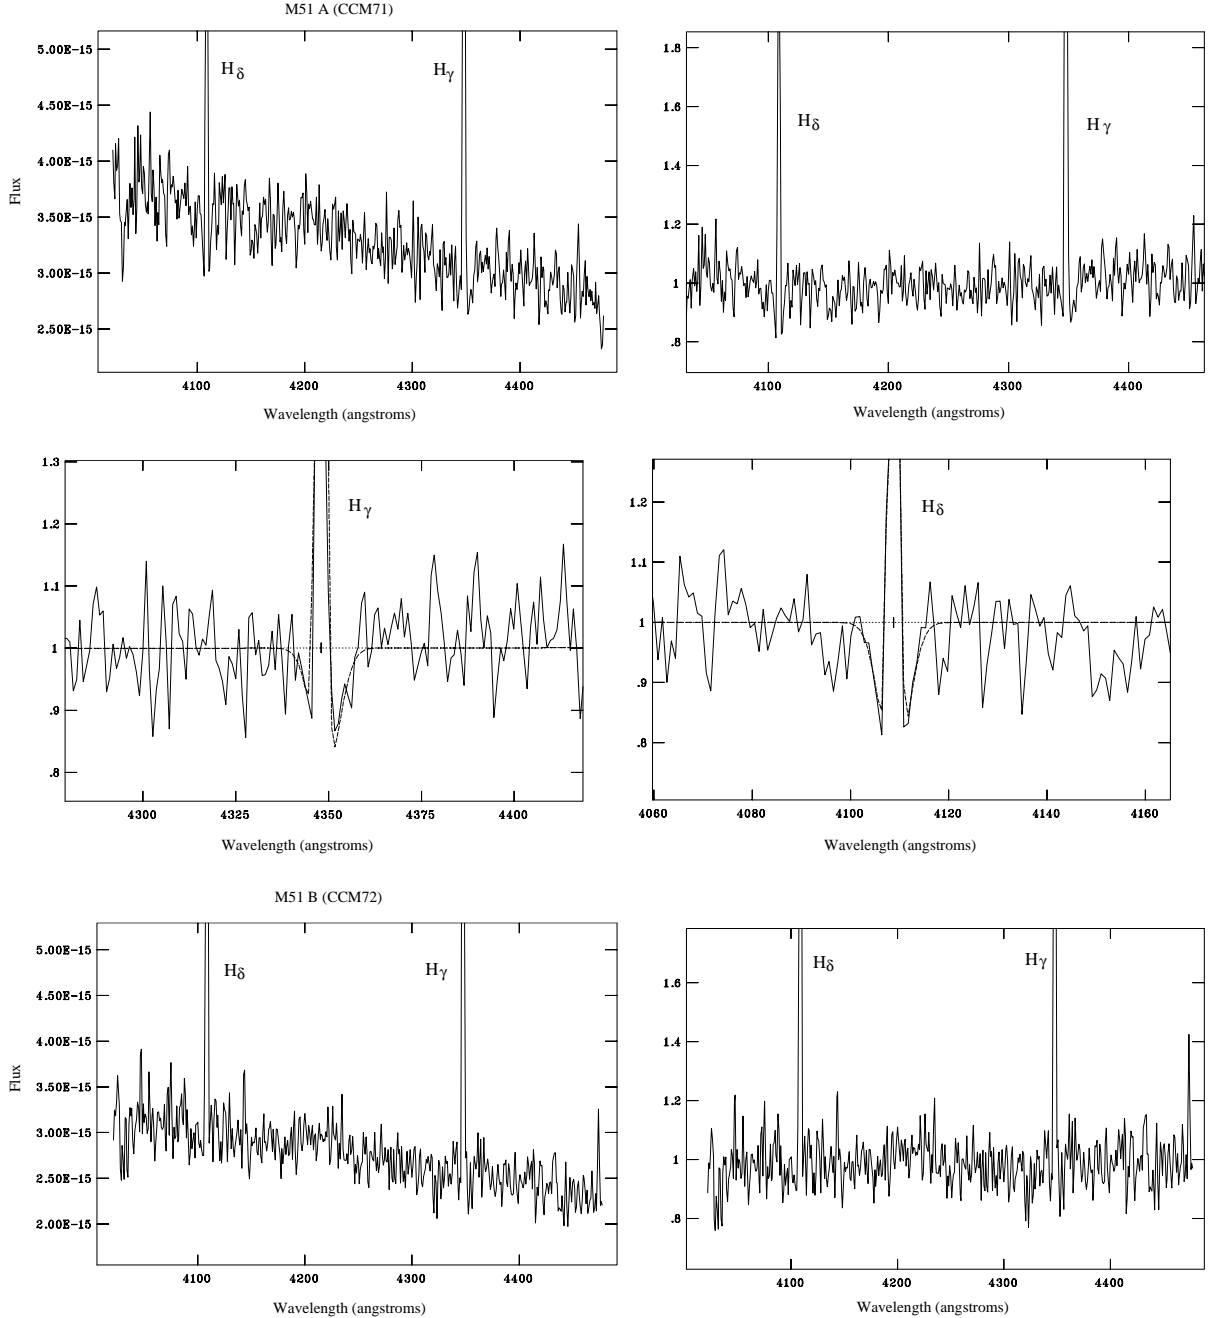 M51 A (CCM71)
5.00E-15
4.50E-15
4.00E-15
3.50E-15
3.00E-15
2.50E-15
Flux
Hδ
Hγ
4100
4200
4300
4400
Wavelength (angstroms)
1.8
1.6
1.4
1.2
1
.8
Hδ
Hγ
4100
4200
4300
4400
Wavelength (angstroms)
1.3
1.2
1.1
1
.9
.8
Hγ
4300
4325
4350
4375
4400
Wavelength (angstroms)
1.2
1.1
1
.9
.8
Hδ
4060
4080
4100
4120
4140
4160
Wavelength (angstroms)
M51 B (CCM72)
5.00E-15
4.50E-15
4.00E-15
3.50E-15
3.00E-15
2.50E-15
2.00E-15
Flux
Hδ
Hγ
4100
4200
4300
4400
Wavelength (angstroms)
1.6
1.4
1.2
1
.8
Hδ
Hγ
4100
4200
4300
4400
Wavelength (angstroms)